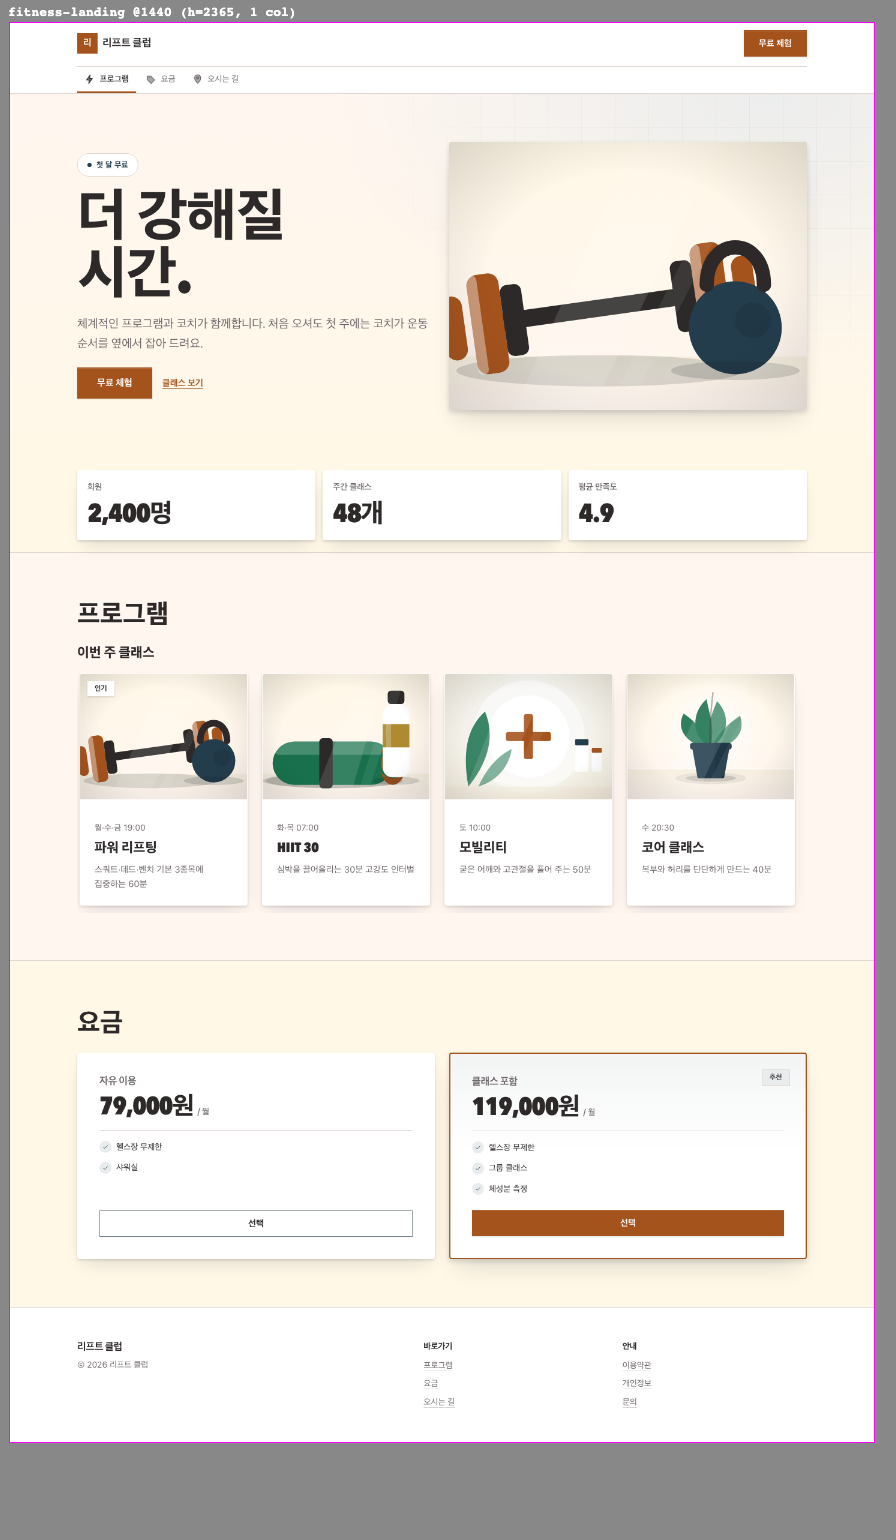 fitness-landing @1440 (h=2365, 1 col)
리 리프트 클럽
무료 체험
프로그램 요금 오시는 길
첫 달 무료
더 강해질
시간.
체계적인 프로그램과 코치가 함께합니다. 처음 오셔도 첫 주에는 코치가 운동
순서를 옆에서 잡아 드려요.
무료 체험 클래스 보기
회원
2,400명
주간 클래스
48개
평균 만족도
4.9
프로그램
이번 주 클래스
인기
월·수·금 19:00
파워 리프팅
스쿼트·데드·벤치 기본 3종목에
집중하는 60분
화·목 07:00
HIIT 30
심박을 끌어올리는 30분 고강도 인터벌
토 10:00
모빌리티
굳은 어깨와 고관절을 풀어 주는 50분
수 20:30
코어 클래스
복부와 허리를 단단하게 만드는 40분
요금
자유 이용
79,000원 / 월
헬스장 무제한
샤워실
선택
클래스 포함
추천
119,000원 / 월
헬스장 무제한
그룹 클래스
체성분 측정
선택
리프트 클럽
© 2026 리프트 클럽
바로가기
프로그램
요금
오시는 길
안내
이용약관
개인정보
문의